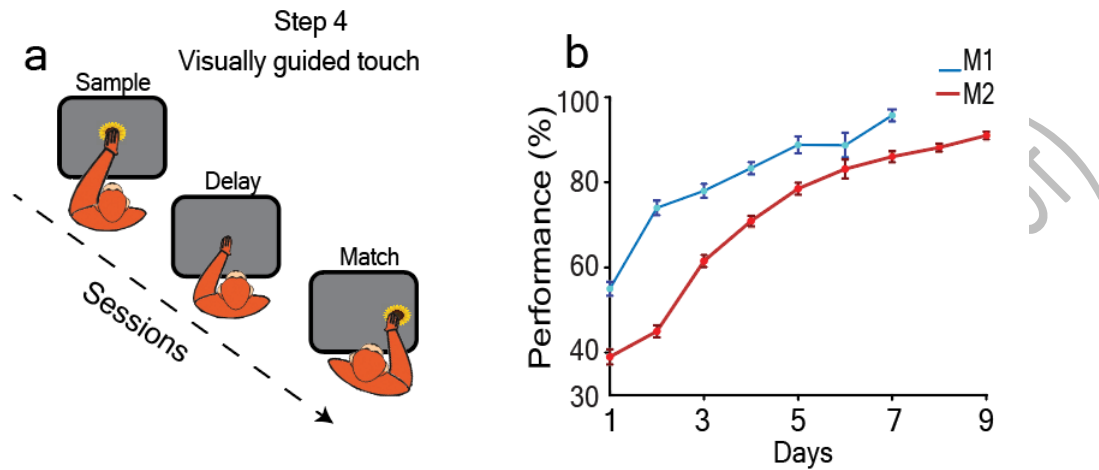 Step 4
Visually guided touch
a
Sample
Delay
Match
Sessions
b
M1
M2
Performance (%)
100
80
60
40
30
1
3
5
7
9
Days